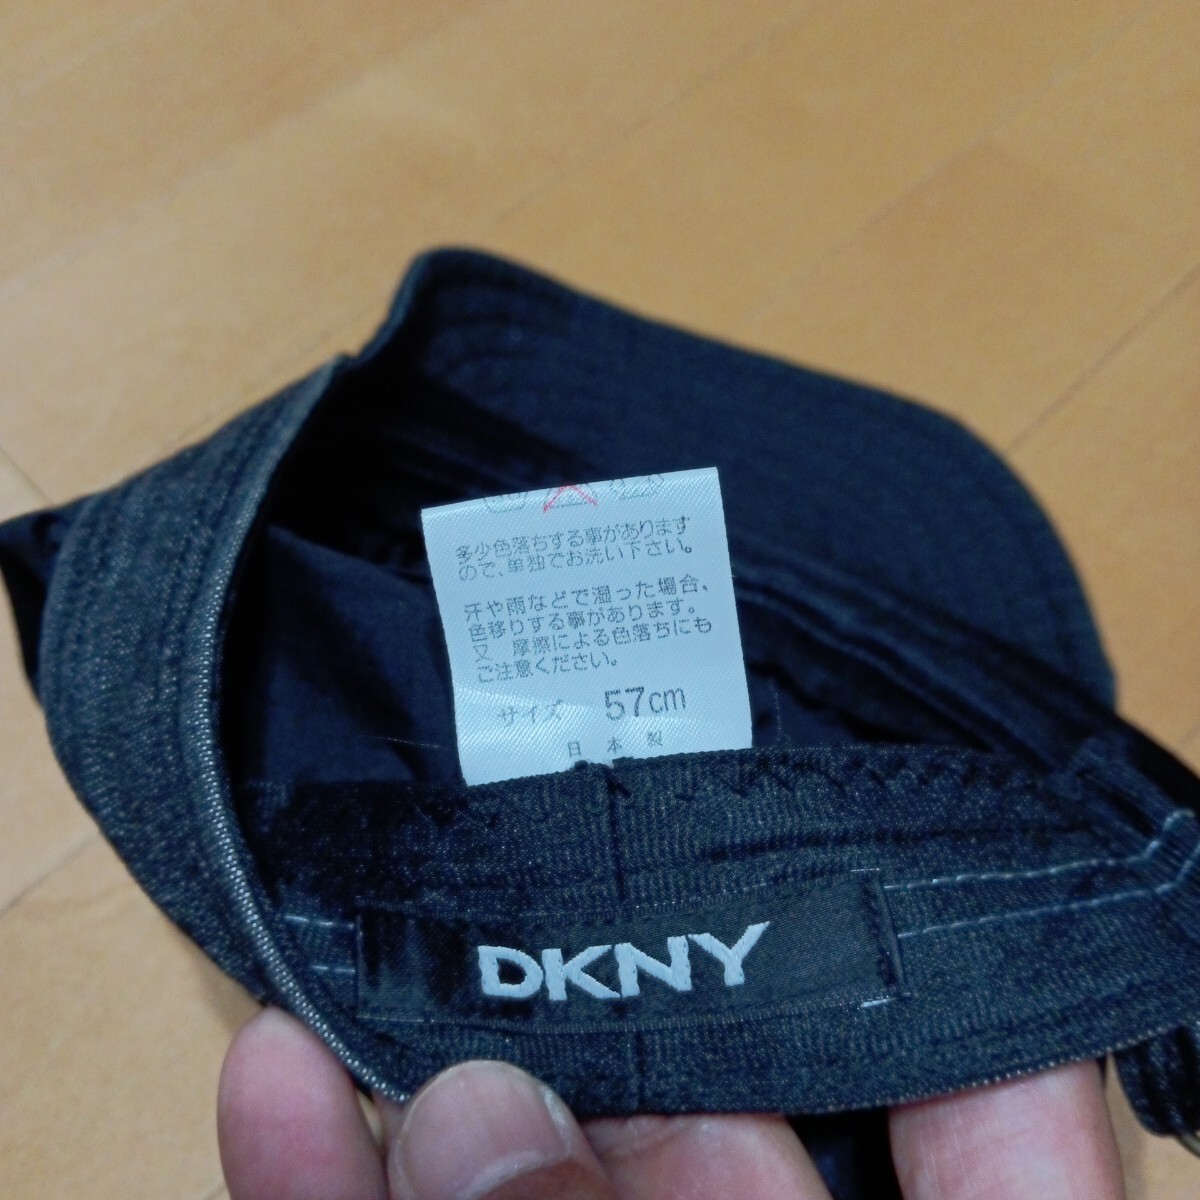 多少色落ちする事があります
ので、単独でお洗い下さい。
汗や雨などで湿った場合、
色移りする事があります。
又 摩擦による色落ちにも
ご注意ください。
サイズ 57cm
日本製
DKNY